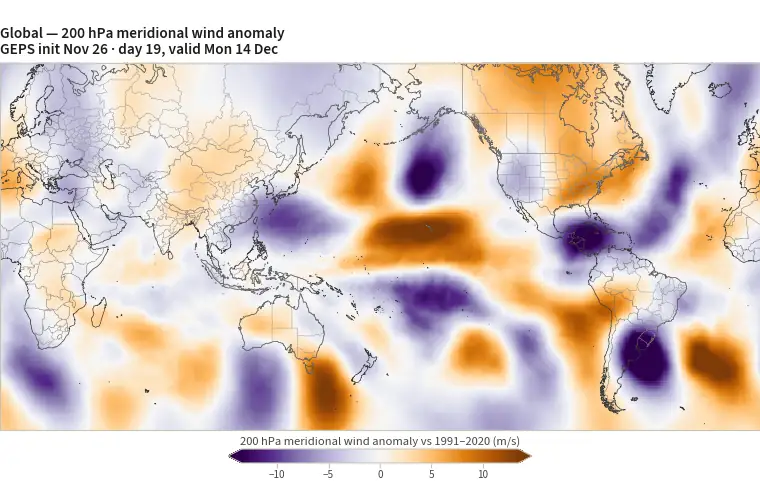 Global — 200 hPa meridional wind anomaly
GEPS init Nov 26 · day 19, valid Mon 14 Dec
200 hPa meridional wind anomaly vs 1991–2020 (m/s)
−10 −5 0 5 10